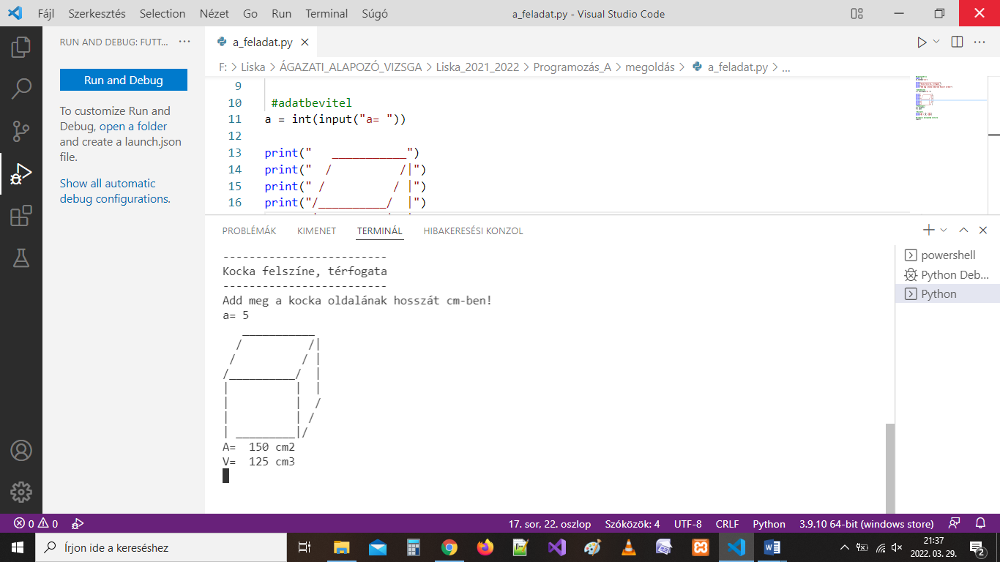 Fájl Szerkesztés Selection Nézet Go Run Terminal Súgó a_feladat.py - Visual Studio Code
RUN AND DEBUG: FUTT... ···
Run and Debug
To customize Run and
Debug, open a folder
and create a launch.json
file.
Show all automatic
debug configurations.
a_feladat.py
F: > Liska > ÁGAZATI_ALAPOZÓ_VIZSGA > Liska_2021_2022 > Programozás_A > megoldás > a_feladat.py > ...
9
10 #adatbevitel
11 a = int(input("a= "))
12
13 print("   ___________")
14 print("  /          /|")
15 print(" /          / |")
16 print("/__________/  |")
PROBLÉMÁK KIMENET TERMINÁL HIBAKERESÉSI KONZOL
-------------------------
Kocka felszíne, térfogata
-------------------------
Add meg a kocka oldalának hosszát cm-ben!
a= 5
   ___________
  /          /|
 /          / |
/__________/  |
|          |  |
|          |  /
|          | /
| _________|/
A=  150 cm2
V=  125 cm3
powershell
Python Deb...
Python
0 0 17. sor, 22. oszlop Szóközök: 4 UTF-8 CRLF Python 3.9.10 64-bit (windows store)
Írjon ide a kereséshez
21:37
2022. 03. 29.
2